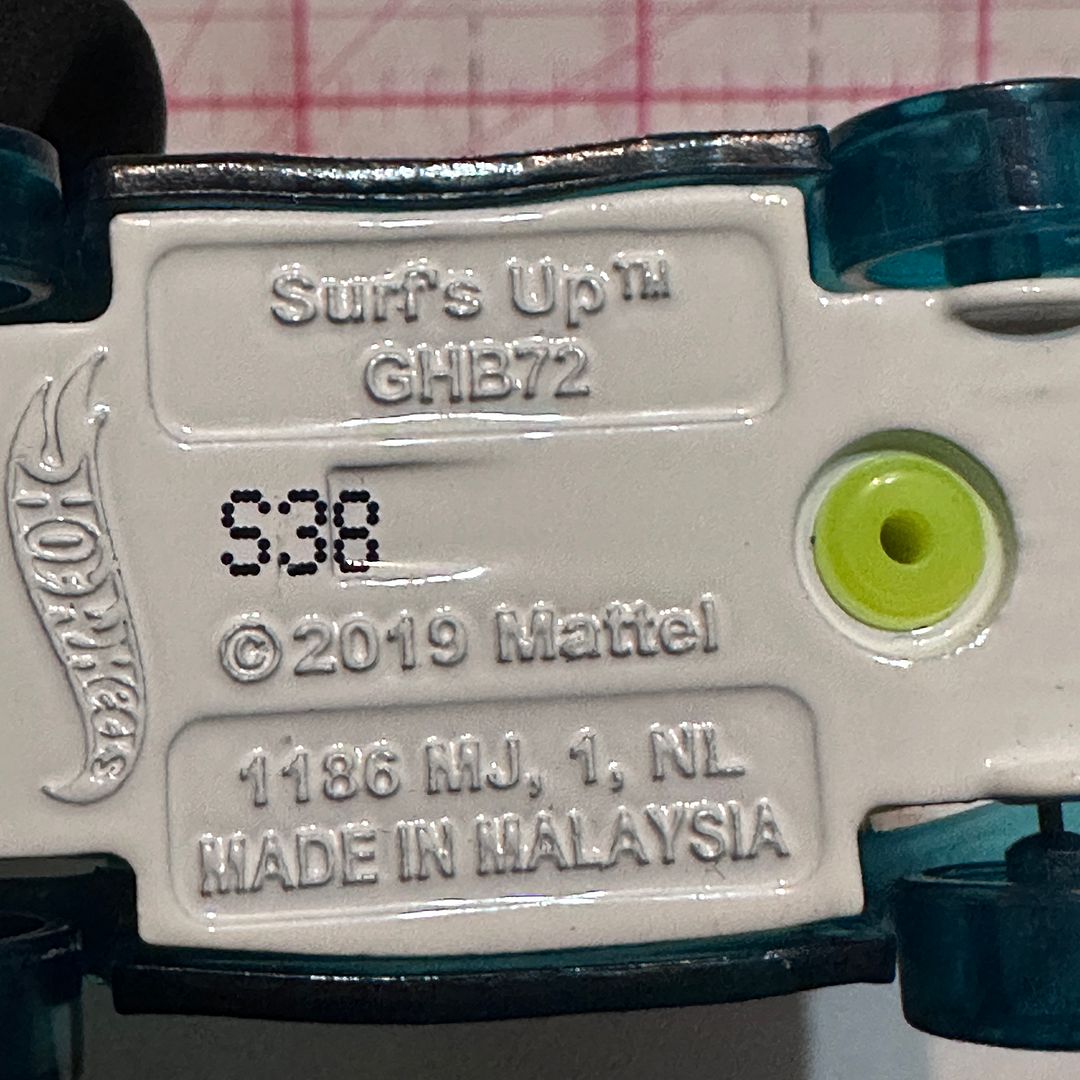 Surf's Up™
GHB72
HOT WHEELS
S38
©2019 Mattel
1186 MJ, 1, NL
MADE IN MALAYSIA